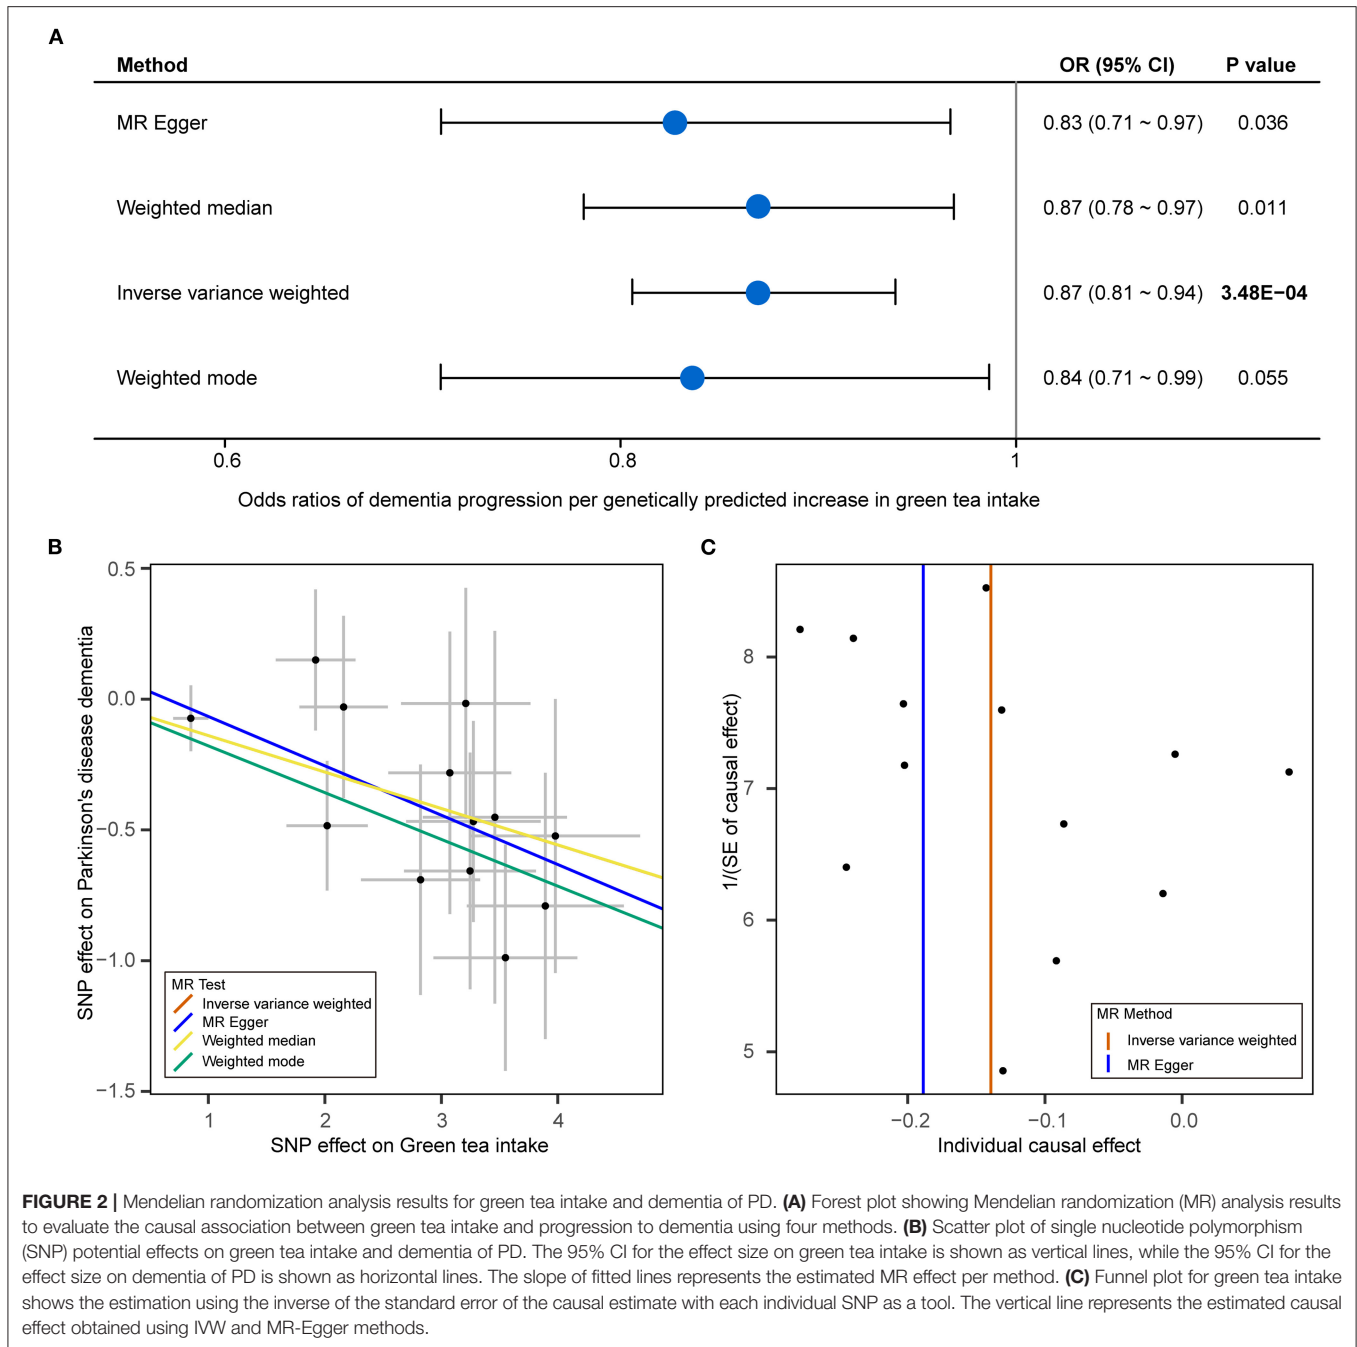 A
Method OR (95% CI) P value
MR Egger 0.83 (0.71 ~ 0.97) 0.036
Weighted median 0.87 (0.78 ~ 0.97) 0.011
Inverse variance weighted 0.87 (0.81 ~ 0.94) 3.48E−04
Weighted mode 0.84 (0.71 ~ 0.99) 0.055
0.6 0.8 1
Odds ratios of dementia progression per genetically predicted increase in green tea intake
B
SNP effect on Parkinson's disease dementia
0.5
0.0
−0.5
−1.0
−1.5
MR Test
Inverse variance weighted
MR Egger
Weighted median
Weighted mode
1 2 3 4
SNP effect on Green tea intake
C
1/(SE of causal effect)
8
7
6
5
MR Method
Inverse variance weighted
MR Egger
−0.2 −0.1 0.0
Individual causal effect
FIGURE 2 | Mendelian randomization analysis results for green tea intake and dementia of PD. (A) Forest plot showing Mendelian randomization (MR) analysis results
to evaluate the causal association between green tea intake and progression to dementia using four methods. (B) Scatter plot of single nucleotide polymorphism
(SNP) potential effects on green tea intake and dementia of PD. The 95% CI for the effect size on green tea intake is shown as vertical lines, while the 95% CI for the
effect size on dementia of PD is shown as horizontal lines. The slope of fitted lines represents the estimated MR effect per method. (C) Funnel plot for green tea intake
shows the estimation using the inverse of the standard error of the causal estimate with each individual SNP as a tool. The vertical line represents the estimated causal
effect obtained using IVW and MR-Egger methods.